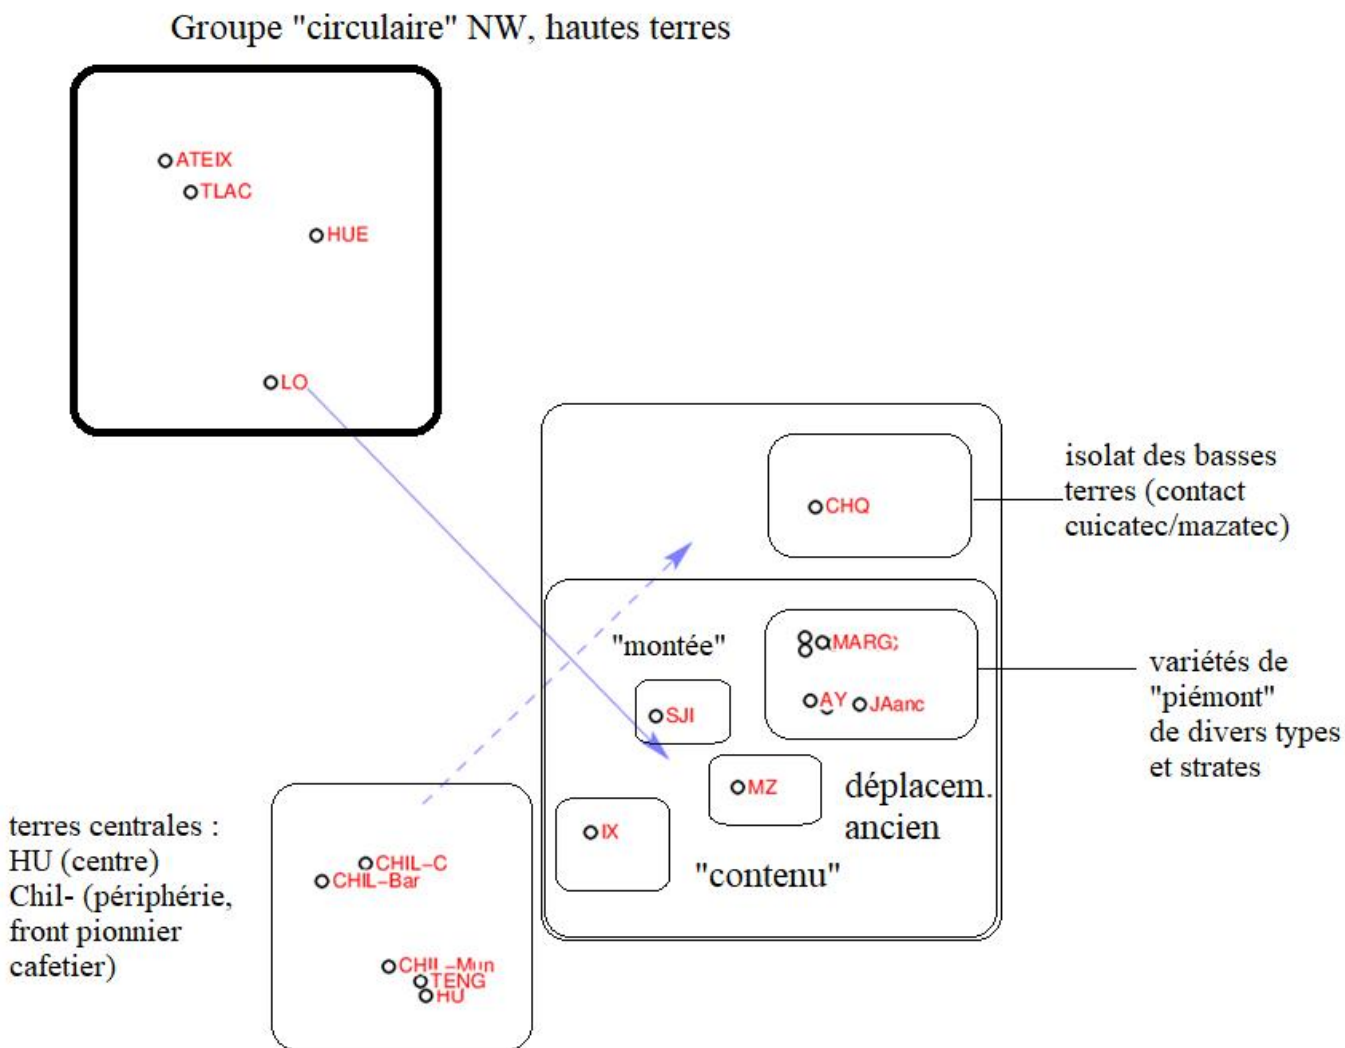 Groupe "circulaire" NW, hautes terres
ATEIX
TLAC
HUE
LO
isolat des basses
terres (contact
cuicatec/mazatec)
CHQ
"montée"
MARG
variétés de
"piémont"
de divers types
et strates
SJI
AY
JAanc
MZ
déplacem.
ancien
IX
"contenu"
terres centrales :
HU (centre)
Chil- (périphérie,
front pionnier
cafetier)
CHIL-C
CHIL-Bar
CHIL-Mun
TENG
HU